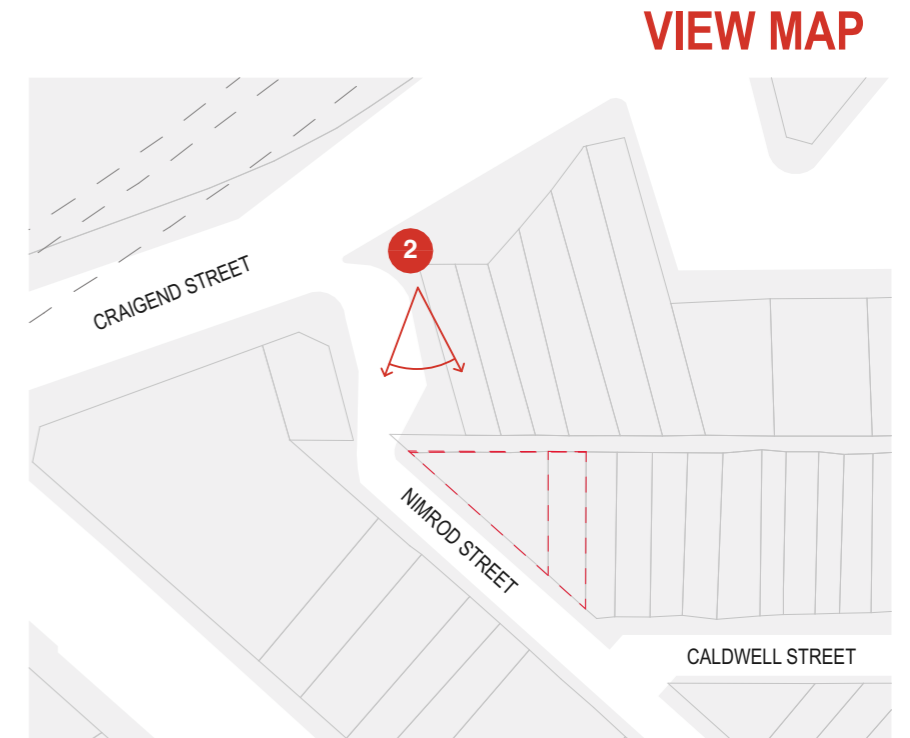 VIEW MAP
2
CRAIGEND STREET
NIMROD STREET
CALDWELL STREET